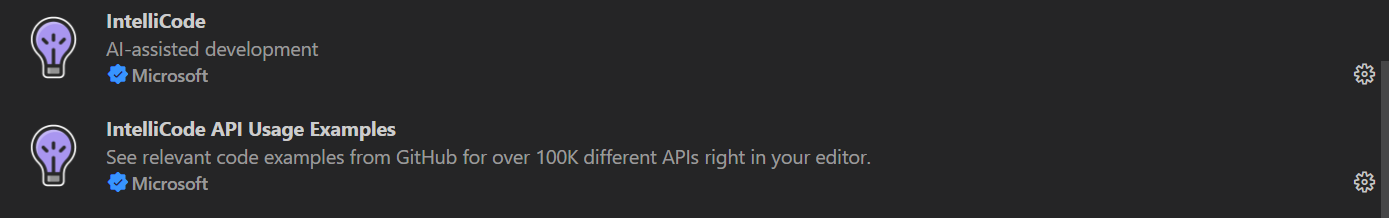 IntelliCode
AI-assisted development
Microsoft
IntelliCode API Usage Examples
See relevant code examples from GitHub for over 100K different APIs right in your editor.
Microsoft